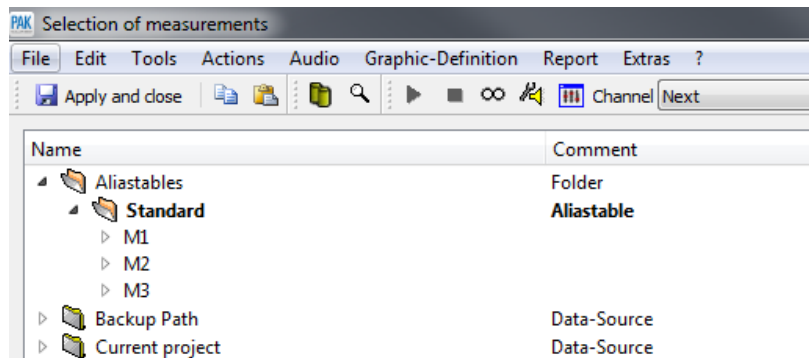 PAK Selection of measurements
File Edit Tools Actions Audio Graphic-Definition Report Extras ?
Apply and close Channel Next
Name Comment
Aliastables Folder
Standard Aliastable
M1
M2
M3
Backup Path Data-Source
Current project Data-Source